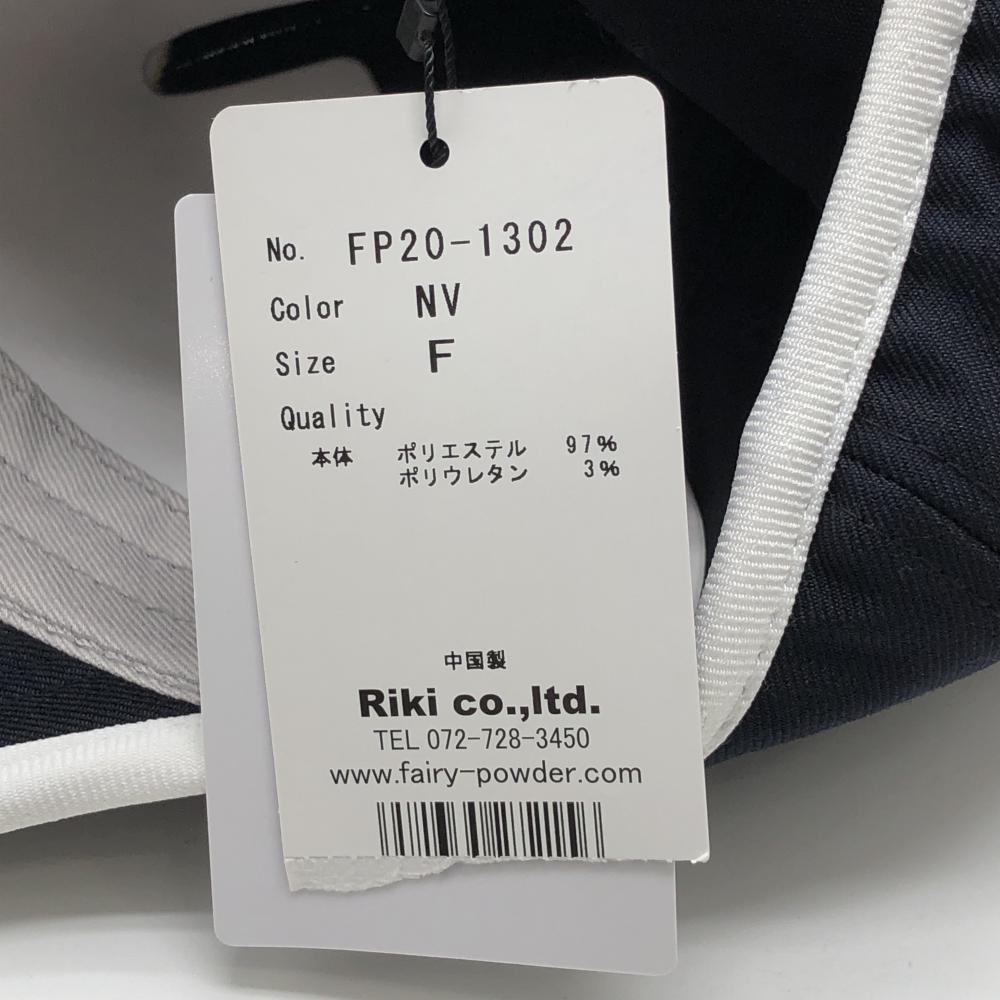 No. FP20-1302
Color NV
Size F
Quality
本体 ポリエステル 97%
ポリウレタン 3%
中国製
Riki co.,ltd.
TEL 072-728-3450
www.fairy-powder.com